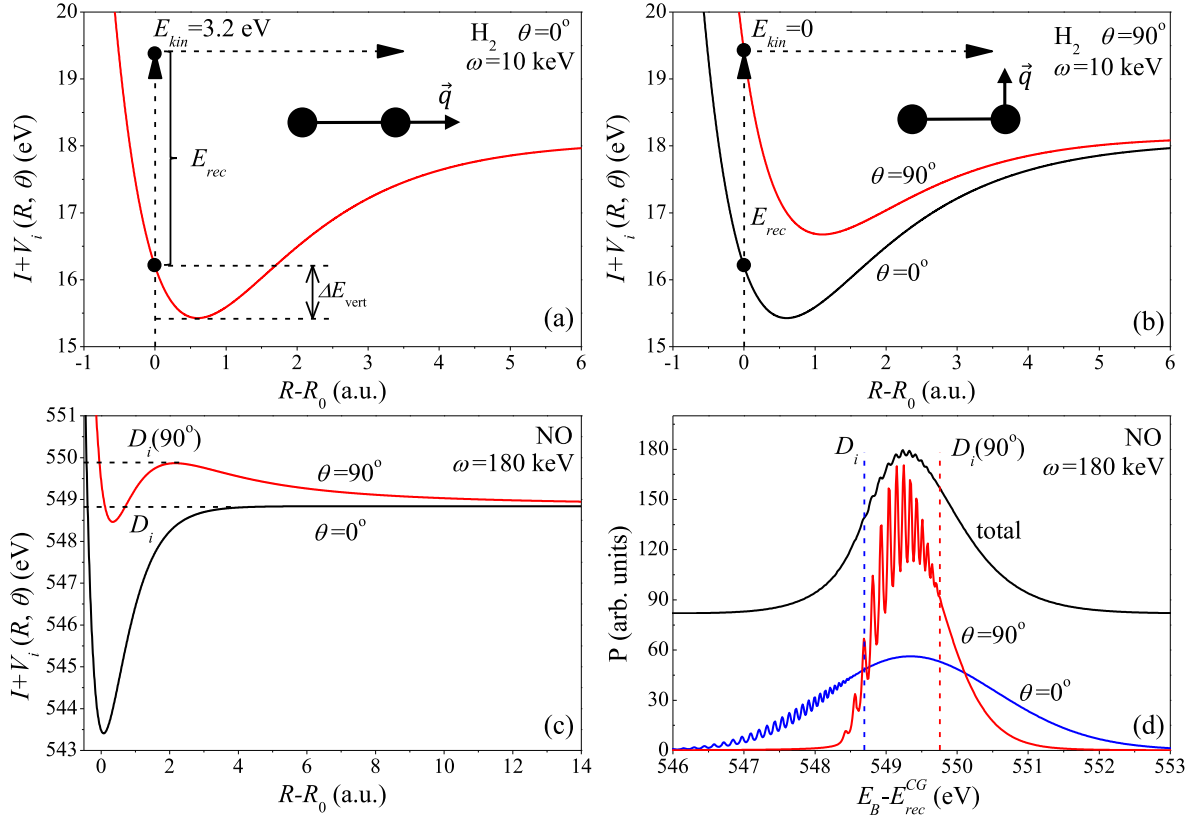 E_kin=3.2 eV
H₂ θ=0°
ω=10 keV
q⃗
E_rec
ΔE_vert
(a)
20
19
18
17
16
15
-1 0 1 2 3 4 5 6
I+V_i (R, θ) (eV)
R-R₀ (a.u.)
E_kin=0
H₂ θ=90°
ω=10 keV
q⃗
θ=90°
E_rec
θ=0°
(b)
20
19
18
17
16
15
-1 0 1 2 3 4 5 6
I+V_i (R, θ) (eV)
R-R₀ (a.u.)
NO
ω=180 keV
D_i(90°)
θ=90°
D_i
θ=0°
(c)
551
550
549
548
547
546
545
544
543
0 2 4 6 8 10 12 14
I+V_i (R, θ) (eV)
R-R₀ (a.u.)
D_i
D_i(90°)
NO
ω=180 keV
total
θ=90°
θ=0°
(d)
180
150
120
90
60
30
0
546 547 548 549 550 551 552 553
P (arb. units)
E_B-E_rec^CG (eV)